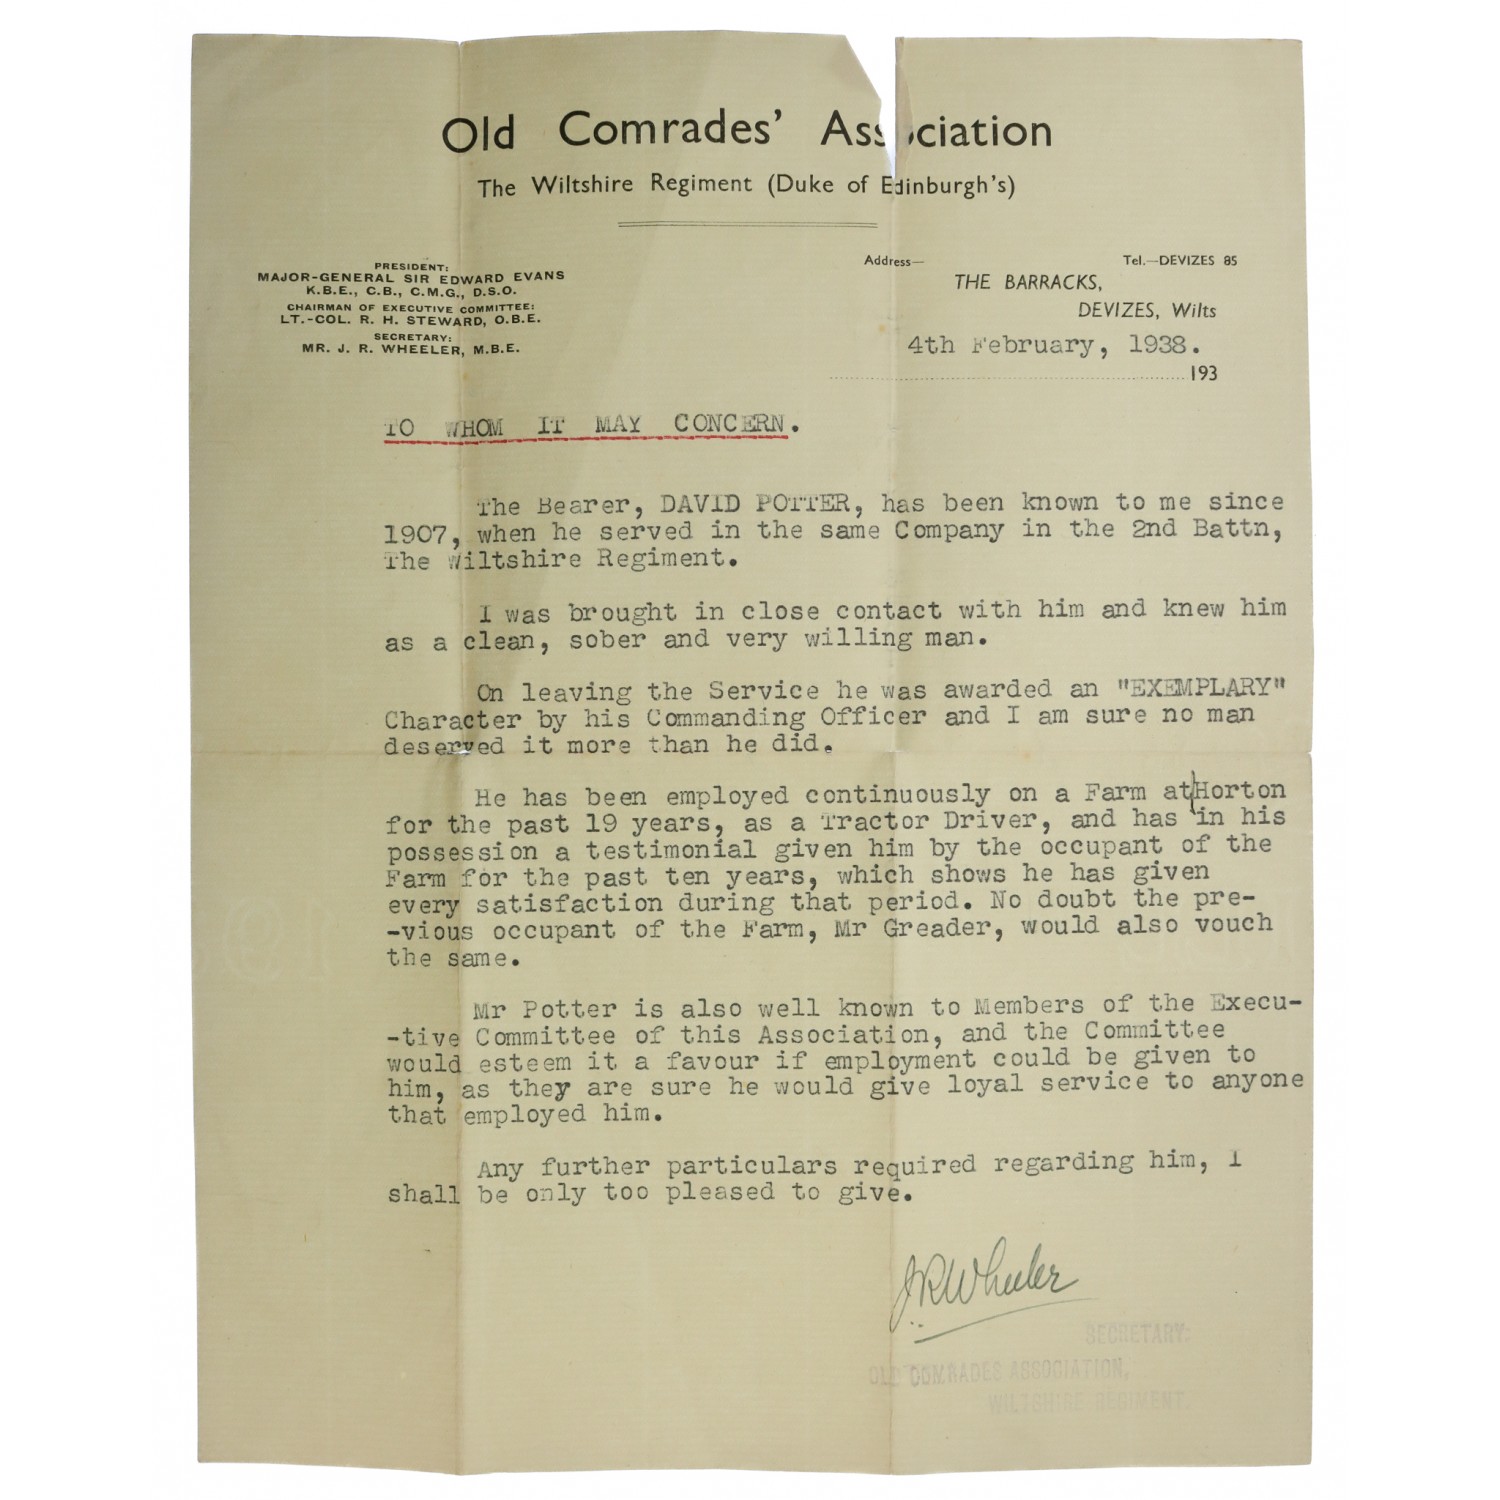 Old Comrades' Association
The Wiltshire Regiment (Duke of Edinburgh's)
PRESIDENT:
MAJOR-GENERAL SIR EDWARD EVANS
K.B.E., C.B., C.M.G., D.S.O.
CHAIRMAN OF EXECUTIVE COMMITTEE:
LT.-COL. R. H. STEWARD, O.B.E.
SECRETARY:
MR. J. R. WHEELER, M.B.E.
Address— Tel.—DEVIZES 85
THE BARRACKS,
DEVIZES, Wilts
4th February, 1938.
193
TO WHOM IT MAY CONCERN.
The Bearer, DAVID POTTER, has been known to me since
1907, when he served in the same Company in the 2nd Battn,
The Wiltshire Regiment.
I was brought in close contact with him and knew him
as a clean, sober and very willing man.
On leaving the Service he was awarded an "EXEMPLARY"
Character by his Commanding Officer and I am sure no man
deserved it more than he did.
He has been employed continuously on a Farm at Horton
for the past 19 years, as a Tractor Driver, and has in his
possession a testimonial given him by the occupant of the
Farm for the past ten years, which shows he has given
every satisfaction during that period. No doubt the pre-
-vious occupant of the Farm, Mr Greader, would also vouch
the same.
Mr Potter is also well known to Members of the Execu-
-tive Committee of this Association, and the Committee
would esteem it a favour if employment could be given to
him, as they are sure he would give loyal service to anyone
that employed him.
Any further particulars required regarding him, I
shall be only too pleased to give.
J R Wheeler
SECRETARY:
OLD COMRADES ASSOCIATION,
WILTSHIRE REGIMENT.